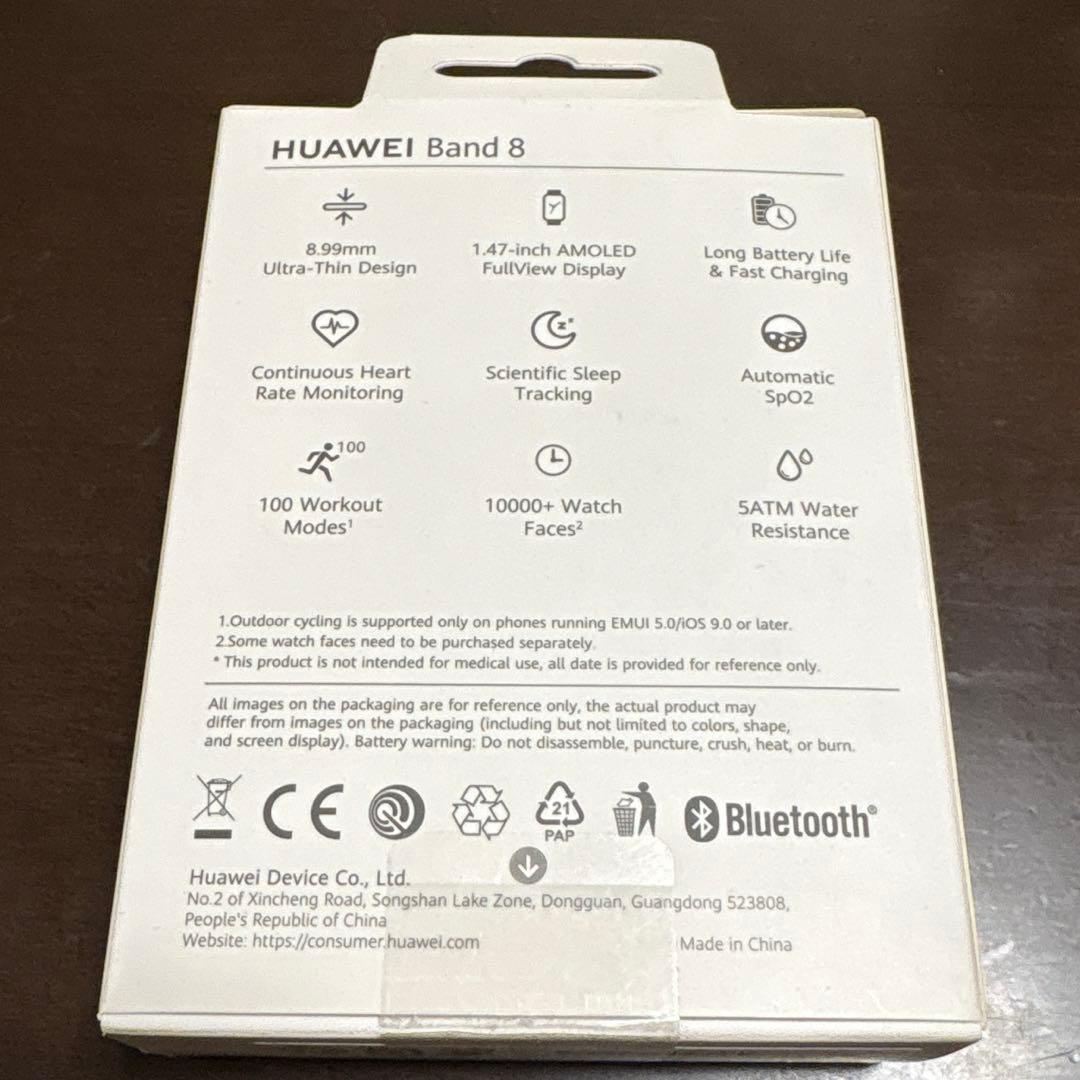 HUAWEI Band 8
8.99mm
Ultra-Thin Design
1.47-inch AMOLED
FullView Display
Long Battery Life
& Fast Charging
Continuous Heart
Rate Monitoring
Scientific Sleep
Tracking
Automatic
SpO2
100
100 Workout
Modes¹
10000+ Watch
Faces²
5ATM Water
Resistance
1.Outdoor cycling is supported only on phones running EMUI 5.0/iOS 9.0 or later.
2.Some watch faces need to be purchased separately.
* This product is not intended for medical use, all date is provided for reference only.
All images on the packaging are for reference only, the actual product may
differ from images on the packaging (including but not limited to colors, shape,
and screen display). Battery warning: Do not disassemble, puncture, crush, heat, or burn.
CE
21
PAP
Bluetooth®
Huawei Device Co., Ltd.
No.2 of Xincheng Road, Songshan Lake Zone, Dongguan, Guangdong 523808,
People's Republic of China
Website: https://consumer.huawei.com
Made in China